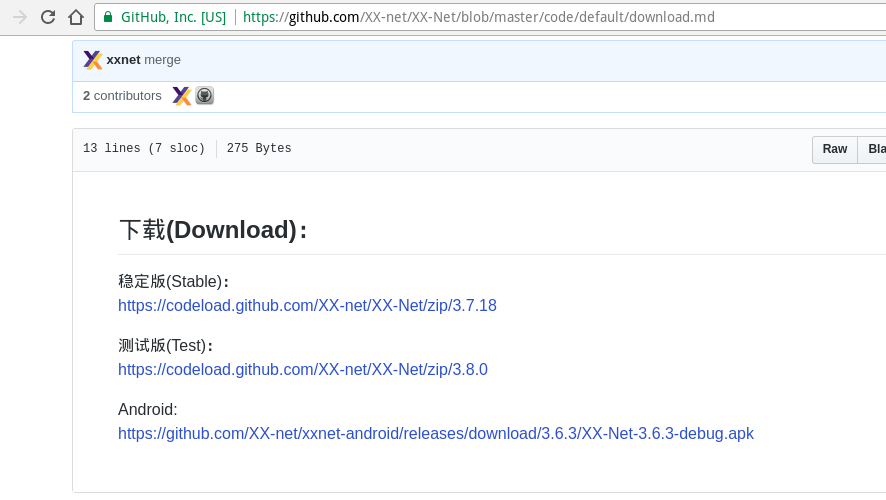 GitHub, Inc. [US] https://github.com/XX-net/XX-Net/blob/master/code/default/download.md
xxnet merge
2 contributors
13 lines (7 sloc) 275 Bytes Raw
下载(Download)：
稳定版(Stable)：
https://codeload.github.com/XX-net/XX-Net/zip/3.7.18
测试版(Test)：
https://codeload.github.com/XX-net/XX-Net/zip/3.8.0
Android:
https://github.com/XX-net/xxnet-android/releases/download/3.6.3/XX-Net-3.6.3-debug.apk